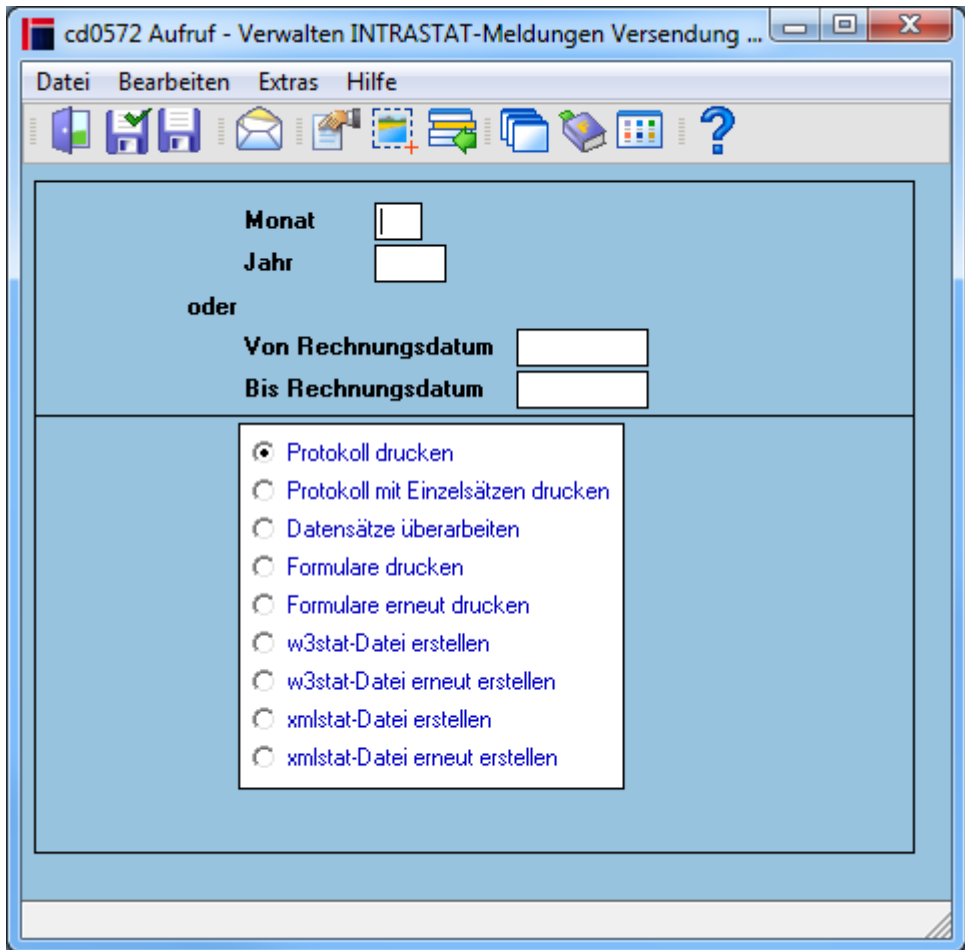 cd0572 Aufruf - Verwalten INTRASTAT-Meldungen Versendung ...
Datei Bearbeiten Extras Hilfe
Monat
Jahr
oder
Von Rechnungsdatum
Bis Rechnungsdatum
Protokoll drucken
Protokoll mit Einzelsätzen drucken
Datensätze überarbeiten
Formulare drucken
Formulare erneut drucken
w3stat-Datei erstellen
w3stat-Datei erneut erstellen
xmlstat-Datei erstellen
xmlstat-Datei erneut erstellen